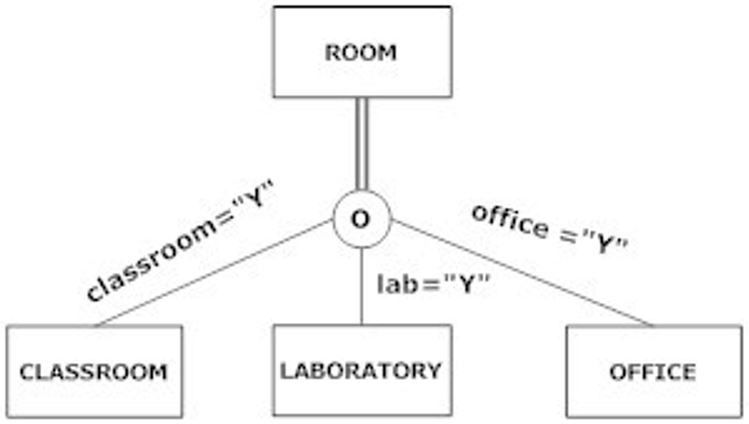 ROOM
O
classroom="Y"
office ="Y"
lab="Y"
CLASSROOM
LABORATORY
OFFICE